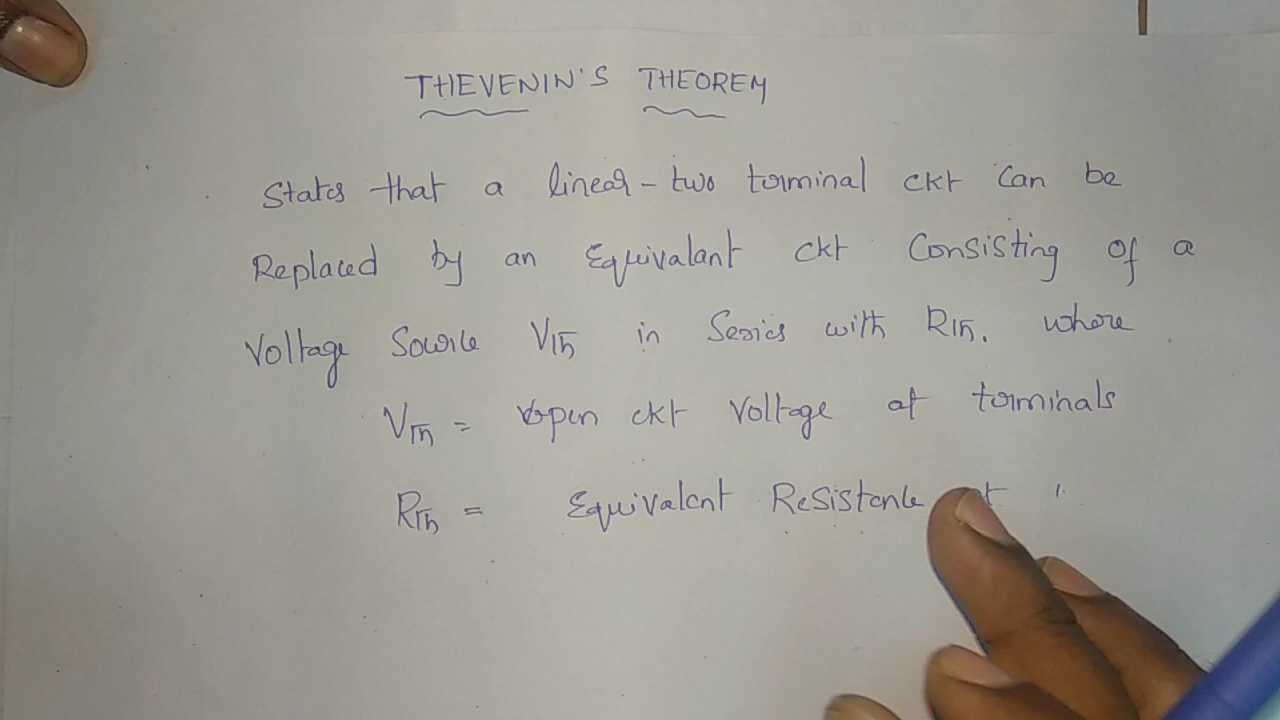 THEVENIN'S THEOREM
States that a linear - two terminal ckt can be
Replaced by an Equivalant ckt Consisting of a
Voltage Source VTh in Series with RTh. where
VTh = open ckt Voltage at terminals
RTh = Equivalent Resistance